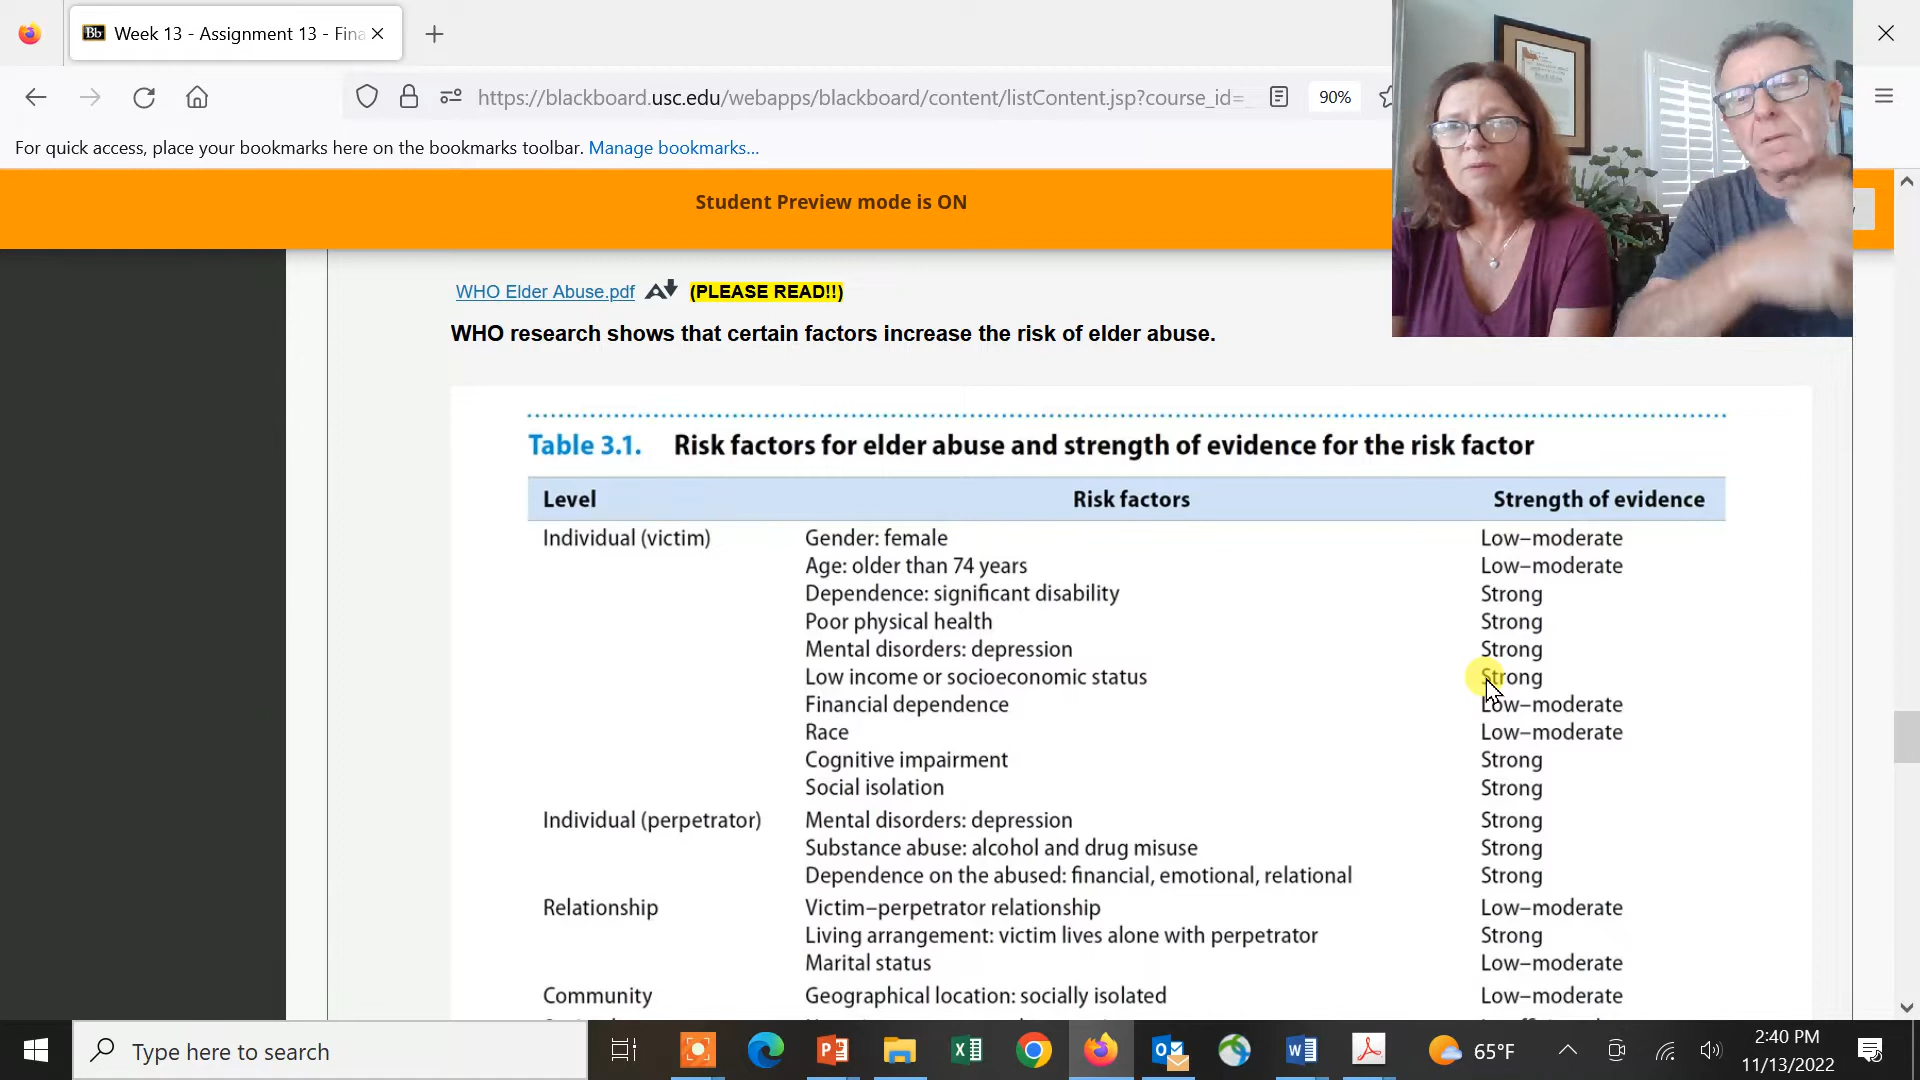 Week 13 - Assignment 13 - Fina
https://blackboard.usc.edu/webapps/blackboard/content/listContent.jsp?course_id=
90%
For quick access, place your bookmarks here on the bookmarks toolbar. Manage bookmarks...
Student Preview mode is ON
WHO Elder Abuse.pdf (PLEASE READ!!)
WHO research shows that certain factors increase the risk of elder abuse.
Table 3.1. Risk factors for elder abuse and strength of evidence for the risk factor
Level Risk factors Strength of evidence
Individual (victim) Gender: female Low–moderate
Age: older than 74 years Low–moderate
Dependence: significant disability Strong
Poor physical health Strong
Mental disorders: depression Strong
Low income or socioeconomic status Strong
Financial dependence Low–moderate
Race Low–moderate
Cognitive impairment Strong
Social isolation Strong
Individual (perpetrator) Mental disorders: depression Strong
Substance abuse: alcohol and drug misuse Strong
Dependence on the abused: financial, emotional, relational Strong
Relationship Victim–perpetrator relationship Low–moderate
Living arrangement: victim lives alone with perpetrator Strong
Marital status Low–moderate
Community Geographical location: socially isolated Low–moderate
Type here to search
65°F
2:40 PM
11/13/2022